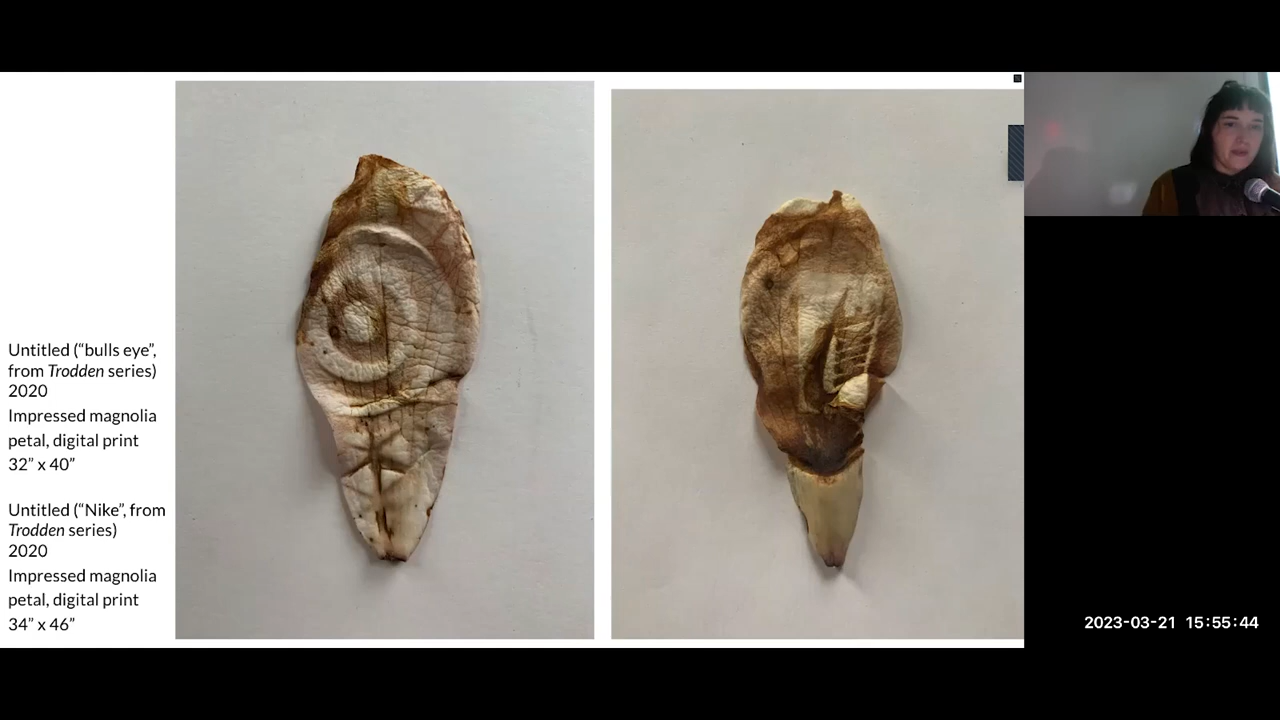 Untitled (“bulls eye”,
from Trodden series)
2020
Impressed magnolia
petal, digital print
32” x 40”
Untitled (“Nike”, from
Trodden series)
2020
Impressed magnolia
petal, digital print
34” x 46”
2023-03-21 15:55:44